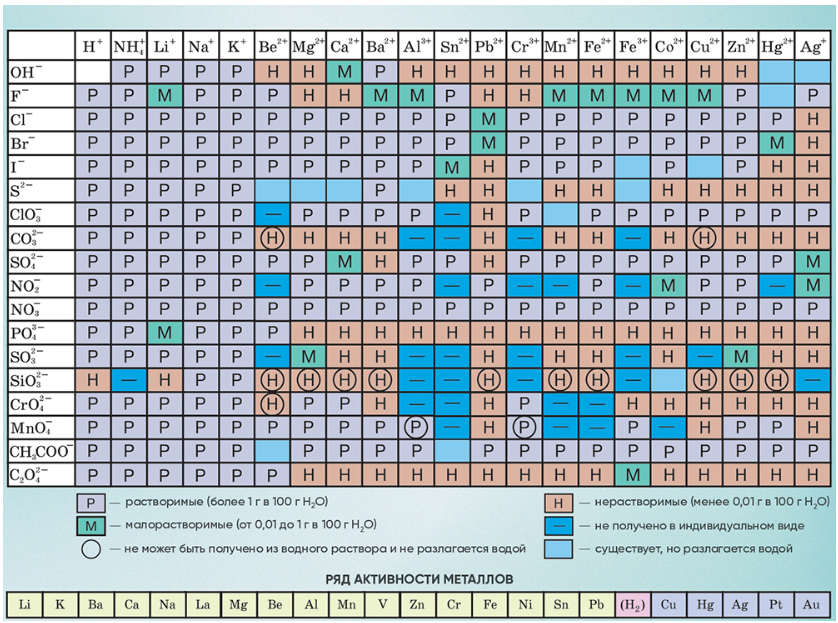 H⁺ NH₄⁺ Li⁺ Na⁺ K⁺ Be²⁺ Mg²⁺ Ca²⁺ Ba²⁺ Al³⁺ Sn²⁺ Pb²⁺ Cr³⁺ Mn²⁺ Fe²⁺ Fe³⁺ Co²⁺ Cu²⁺ Zn²⁺ Hg²⁺ Ag⁺
OH⁻ Р Р Р Р Н Н М Р Н Н Н Н Н Н Н Н Н Н
F⁻ Р Р М Р Р Р Н Н М М Р Н Н М М М М М Р Р
Cl⁻ Р Р Р Р Р Р Р Р Р Р Р М Р Р Р Р Р Р Р Р Н
Br⁻ Р Р Р Р Р Р Р Р Р Р Р М Р Р Р Р Р Р Р М Н
I⁻ Р Р Р Р Р Р Р Р Р Р М Н Р Р Р Р Р Н Н
S²⁻ Р Р Р Р Р Р Н Н Н Н Н Н Н Н Н
ClO₃⁻ Р Р Р Р Р — Р Р Р Р — Н Р Р Р Р Р Р Р Р
CO₃²⁻ Р Р Р Р Р Н Н Н Н — — Н — Н Н — Н Н Н Н Н
SO₄²⁻ Р Р Р Р Р Р Р М Н Р Р Н Р Р Р Р Р Р Р Р М
NO₂⁻ Р Р Р Р Р — Р Р Р Р — Р — — Р — М Р Р — М
NO₃⁻ Р Р Р Р Р Р Р Р Р Р Р Р Р Р Р Р Р Р Р Р Р
PO₄³⁻ Р Р М Р Р Р Н Н Н Н Н Н Н Н Н Н Н Н Н Н Н
SO₃²⁻ Р Р Р Р Р — М Н Н — — Н — Н Н — Н — М Н Н
SiO₃²⁻ Н — Н Р Р Н Н Н Н — — Н — Н Н — Н Н Н —
CrO₄²⁻ Р Р Р Р Р Н Р Р Н — — Н Р — — Н Н Н Н Н Н
MnO₄⁻ Р Р Р Р Р Р Р Р Р Р — Н Р — — Р — Н Р Р Н
CH₃COO⁻ Р Р Р Р Р Р Р Р Р Р Р Р Р Р Р Р Р Р Р
C₂O₄²⁻ Р Р Р Р Р Р Н Н Н Н Н Н Н Н Н М Н Н Н Н Н
Р — растворимые (более 1 г в 100 г H₂O)
Н — нерастворимые (менее 0,01 г в 100 г H₂O)
М — малорастворимые (от 0,01 до 1 г в 100 г H₂O)
— — не получено в индивидуальном виде
— не может быть получено из водного раствора и не разлагается водой
— существует, но разлагается водой
РЯД АКТИВНОСТИ МЕТАЛЛОВ
Li K Ba Ca Na La Mg Be Al Mn V Zn Cr Fe Ni Sn Pb (H₂) Cu Hg Ag Pt Au